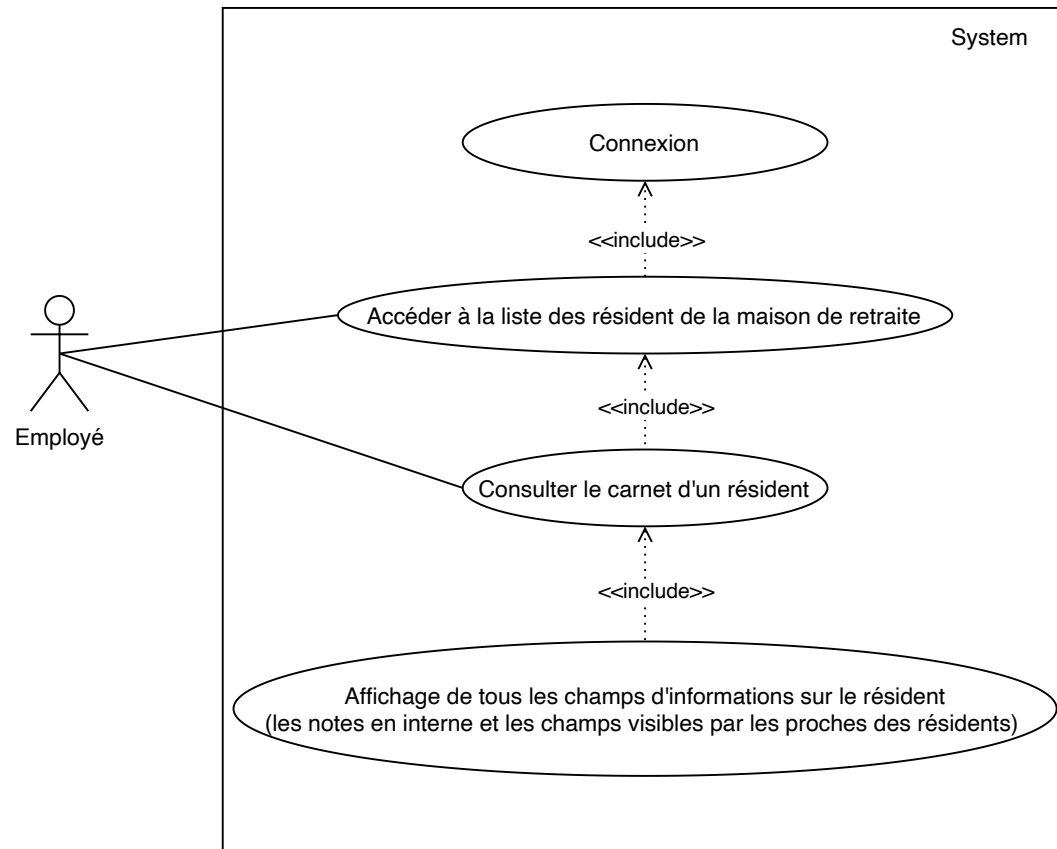 System
Connexion
<<include>>
Accéder à la liste des résident de la maison de retraite
<<include>>
Employé
Consulter le carnet d'un résident
<<include>>
Affichage de tous les champs d'informations sur le résident
(les notes en interne et les champs visibles par les proches des résidents)